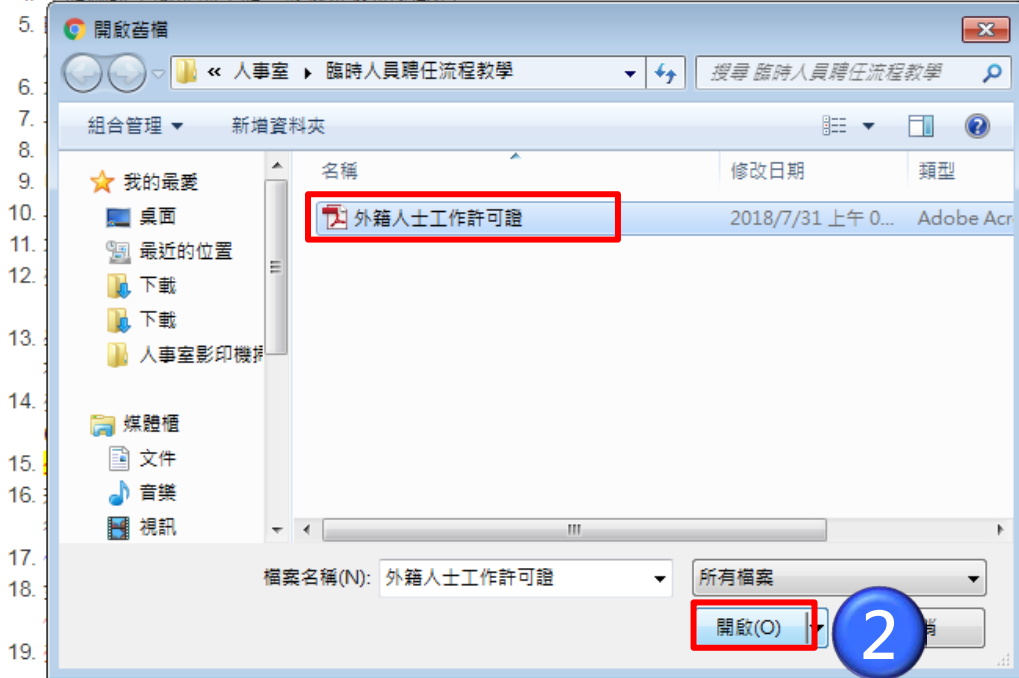 5.
6.
7.
8.
9.
10.
11.
12.
13.
14.
15.
16.
17.
18.
19.
開啟舊檔
« 人事室 ▸ 臨時人員聘任流程教學
搜尋 臨時人員聘任流程教學
組合管理 ▼ 新增資料夾
名稱 修改日期 類型
外籍人士工作許可證 2018/7/31 上午 0... Adobe Acr
我的最愛
桌面
最近的位置
下載
下載
人事室影印機掃
媒體櫃
文件
音樂
視訊
檔案名稱(N): 外籍人士工作許可證 所有檔案
開啟(O)
2